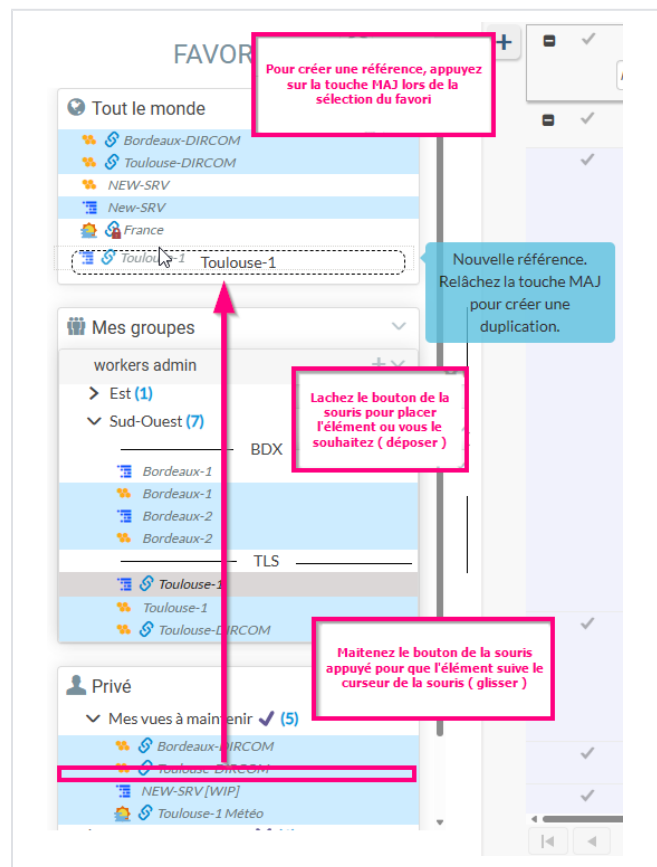 FAVOR
Pour créer une référence, appuyez
sur la touche MAJ lors de la
sélection du favori
Tout le monde
Bordeaux-DIRCOM
Toulouse-DIRCOM
NEW-SRV
New-SRV
France
Toulouse-1
Toulouse-1
Nouvelle référence.
Relâchez la touche MAJ
pour créer une
duplication.
Mes groupes
workers admin
Est (1)
Sud-Ouest (7)
Lachez le bouton de la
souris pour placer
l'élément ou vous le
souhaitez ( déposer )
BDX
Bordeaux-1
Bordeaux-1
Bordeaux-2
Bordeaux-2
TLS
Toulouse-1
Toulouse-1
Toulouse-DIRCOM
Maitenez le bouton de la souris
appuyé pour que l'élément suive le
curseur de la souris ( glisser )
Privé
Mes vues à maintenir (5)
Bordeaux-DIRCOM
Toulouse-DIRCOM
NEW-SRV [WIP]
Toulouse-1 Météo